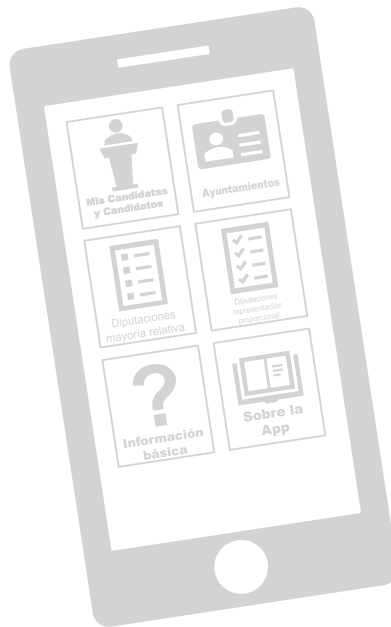 Mis Candidatas
y Candidatos
Ayuntamientos
Diputaciones
mayoría relativa
Diputaciones
representación
proporcional
Información
básica
Sobre la
App